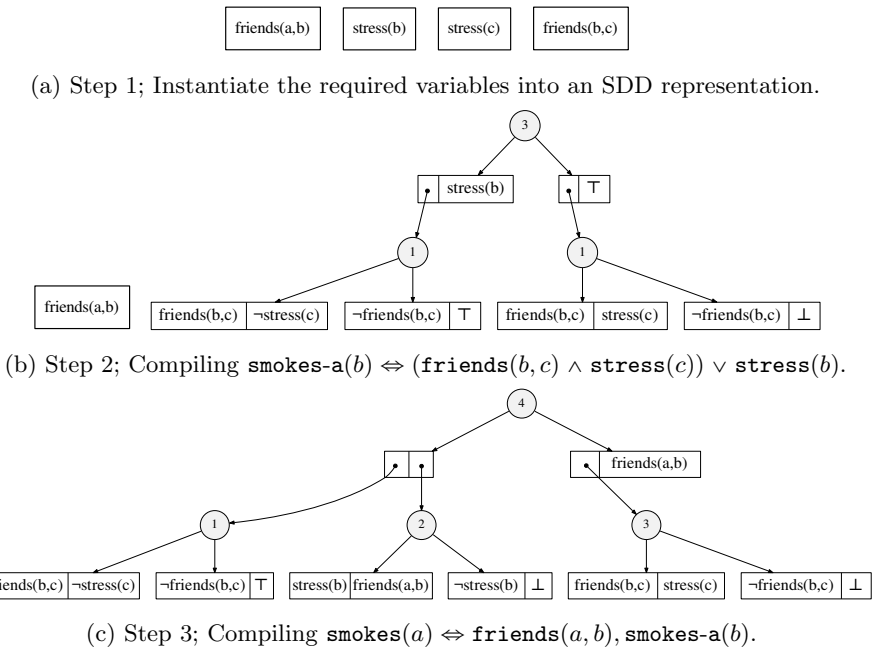 friends(a,b) stress(b) stress(c) friends(b,c)
(a) Step 1; Instantiate the required variables into an SDD representation.
3
stress(b) ⊤
1 1
friends(a,b)
friends(b,c) ¬stress(c) ¬friends(b,c) ⊤ friends(b,c) stress(c) ¬friends(b,c) ⊥
(b) Step 2; Compiling smokes-a(b) ⇔ (friends(b, c) ∧ stress(c)) ∨ stress(b).
4
friends(a,b)
1 2 3
iends(b,c) ¬stress(c) ¬friends(b,c) ⊤ stress(b) friends(a,b) ¬stress(b) ⊥ friends(b,c) stress(c) ¬friends(b,c) ⊥
(c) Step 3; Compiling smokes(a) ⇔ friends(a, b), smokes-a(b).